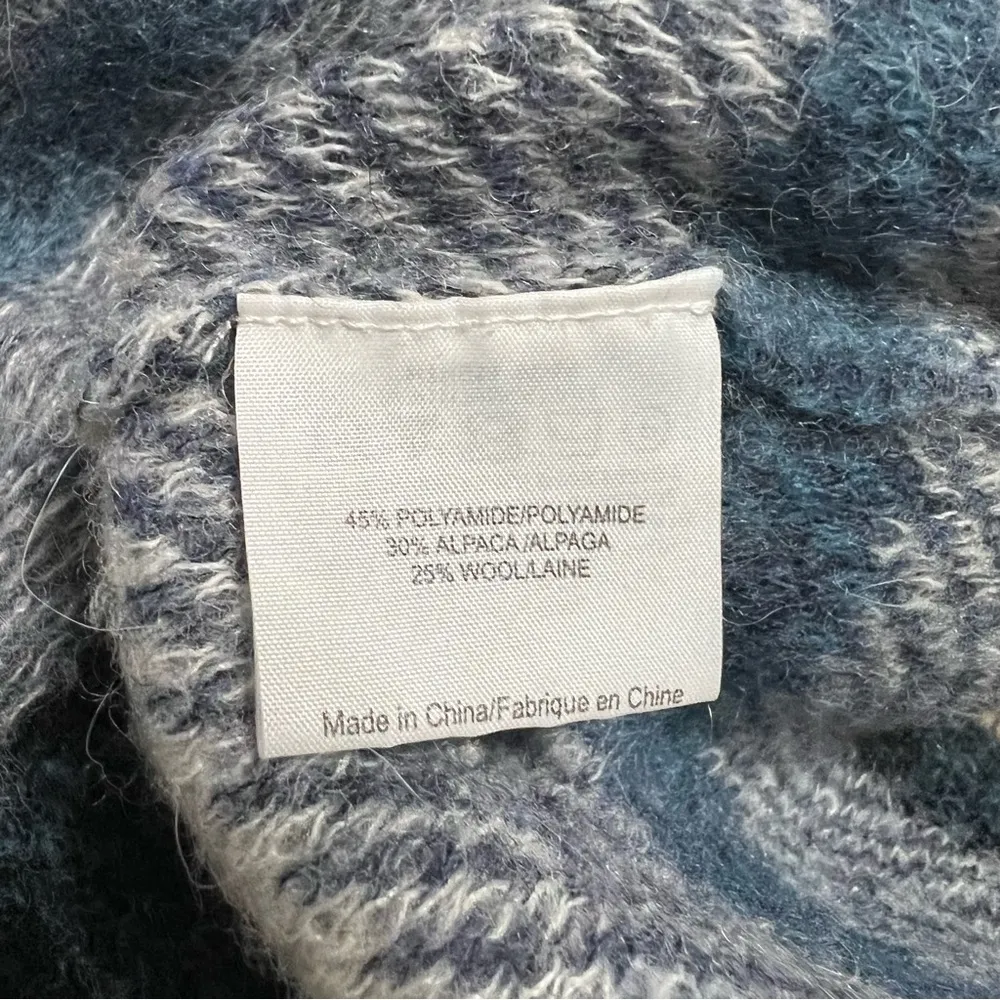 45% POLYAMIDE/POLYAMIDE
30% ALPACA/ALPAGA
25% WOOL/LAINE
Made in China/Fabrique en Chine